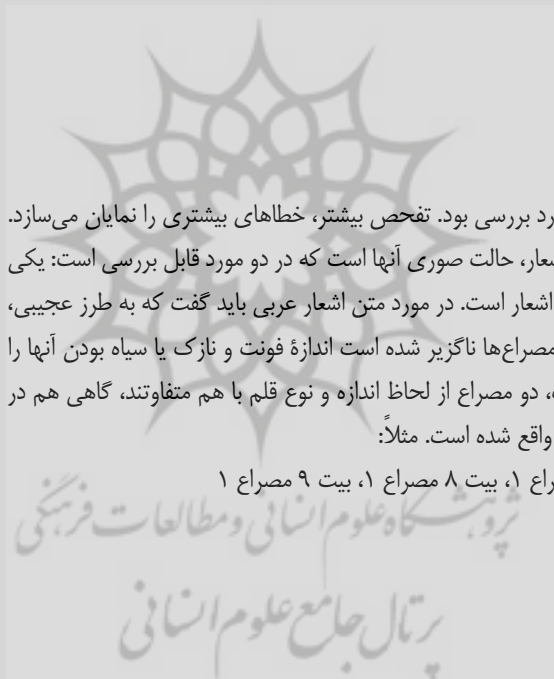 رد بررسی بود. تفحص بیشتر، خطاهای بیشتری را نمایان می‌سازد.
حالت صوری آنها است که در دو مورد قابل بررسی است: یکی
اشعار است. در مورد متن اشعار عربی باید گفت که به طرز عجیبی،
مصراع‌ها ناگزیر شده است اندازهٔ فونت و نازک یا سیاه بودن آنها را
دو مصراع از لحاظ اندازه و نوع قلم با هم متفاوتند، گاهی هم در
واقع شده است. مثلاً:
راع ۱، بیت ۸ مصراع ۱، بیت ۹ مصراع ۱
پژوهشگاه علوم انسانی و مطالعات فرهنگی
پرتال جامع علوم انسانی